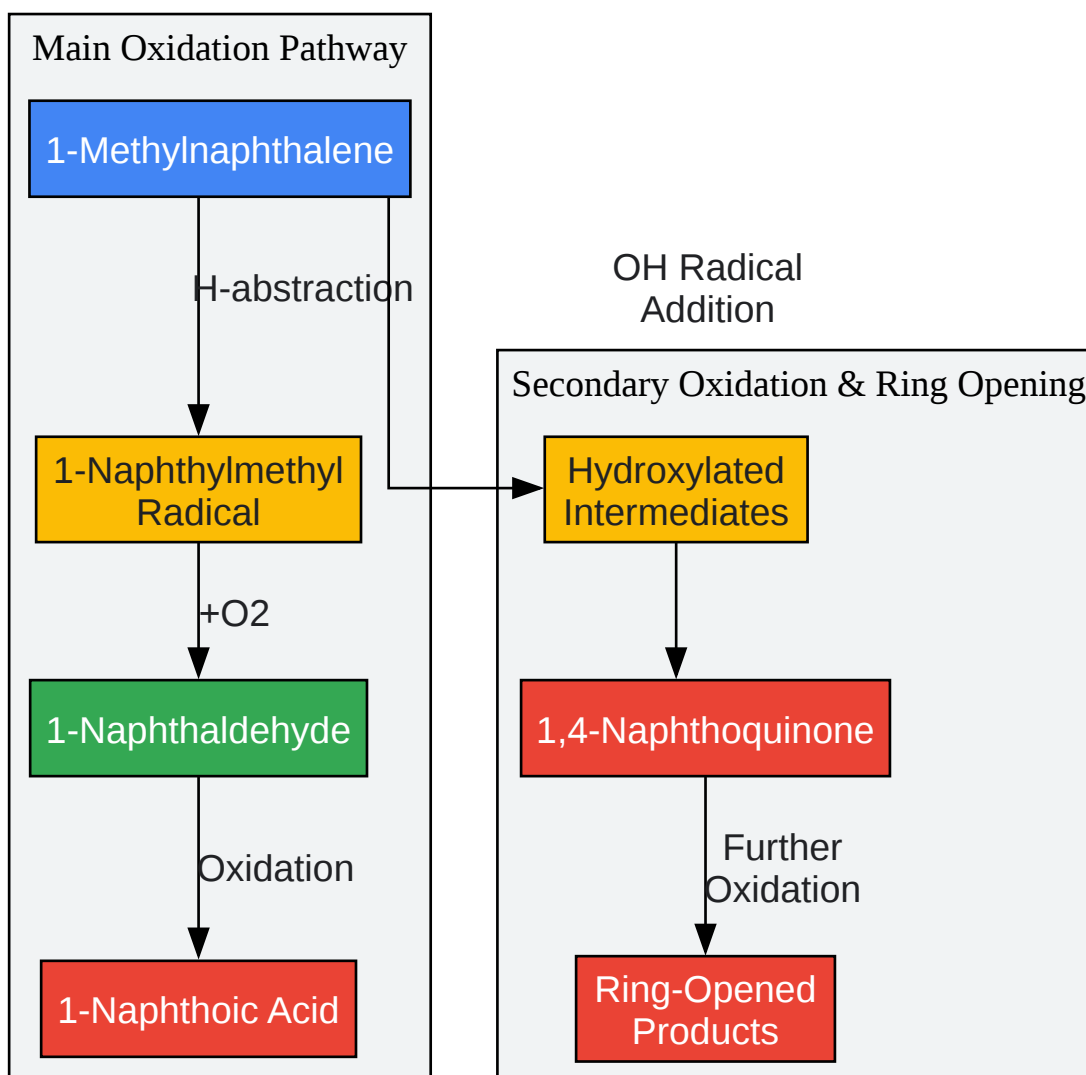 Main Oxidation Pathway
1-Methylnaphthalene
H-abstraction
1-Naphthylmethyl
Radical
+O2
1-Naphthaldehyde
Oxidation
1-Naphthoic Acid
OH Radical
Addition
Secondary Oxidation & Ring Opening
Hydroxylated
Intermediates
1,4-Naphthoquinone
Further
Oxidation
Ring-Opened
Products